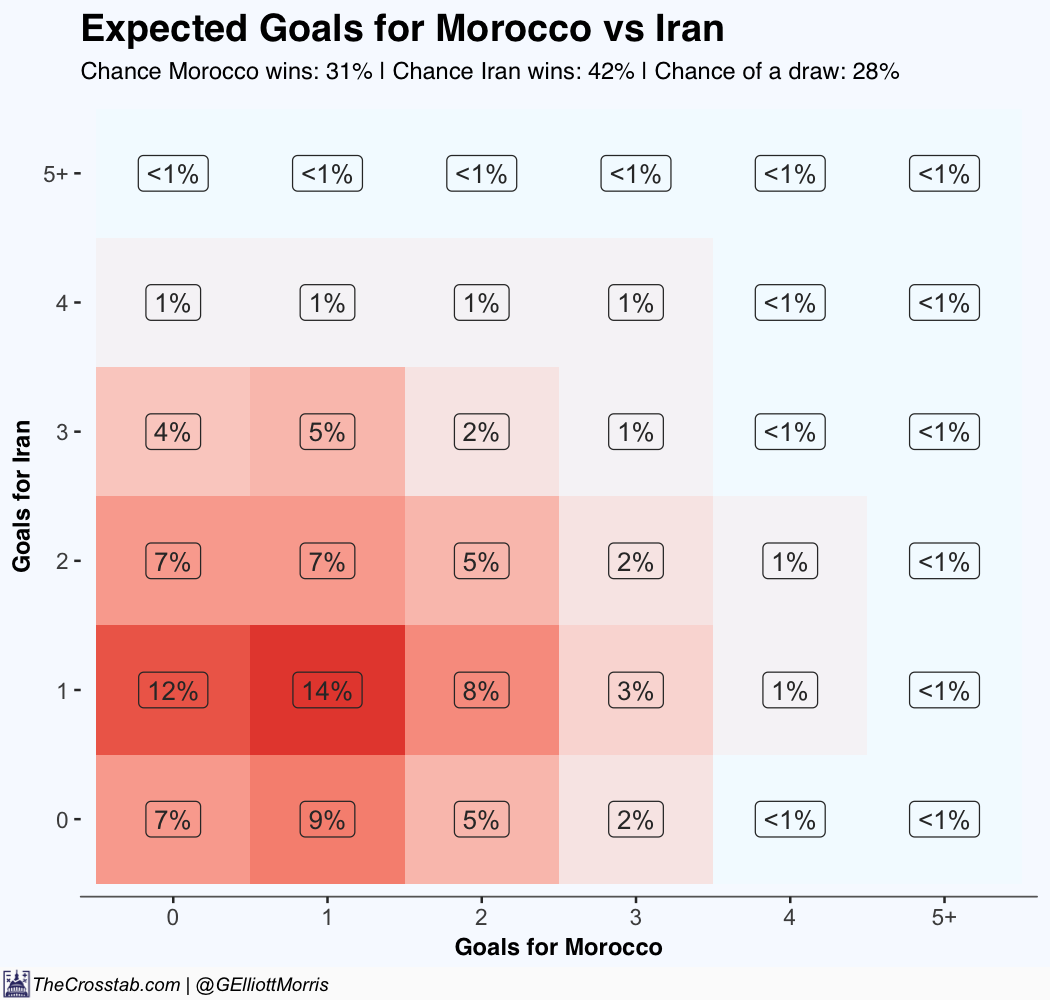 Expected Goals for Morocco vs Iran
Chance Morocco wins: 31% | Chance Iran wins: 42% | Chance of a draw: 28%
5+ <1% <1% <1% <1% <1% <1%
4 1% 1% 1% 1% <1% <1%
3 4% 5% 2% 1% <1% <1%
2 7% 7% 5% 2% 1% <1%
1 12% 14% 8% 3% 1% <1%
0 7% 9% 5% 2% <1% <1%
Goals for Iran
0 1 2 3 4 5+
Goals for Morocco
TheCrosstab.com | @GElliottMorris